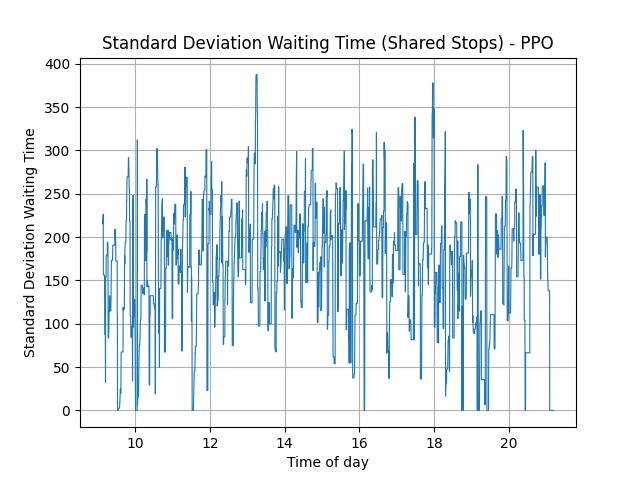 Standard Deviation Waiting Time (Shared Stops) - PPO
Standard Deviation Waiting Time
400
350
300
250
200
150
100
50
0
10 12 14 16 18 20
Time of day